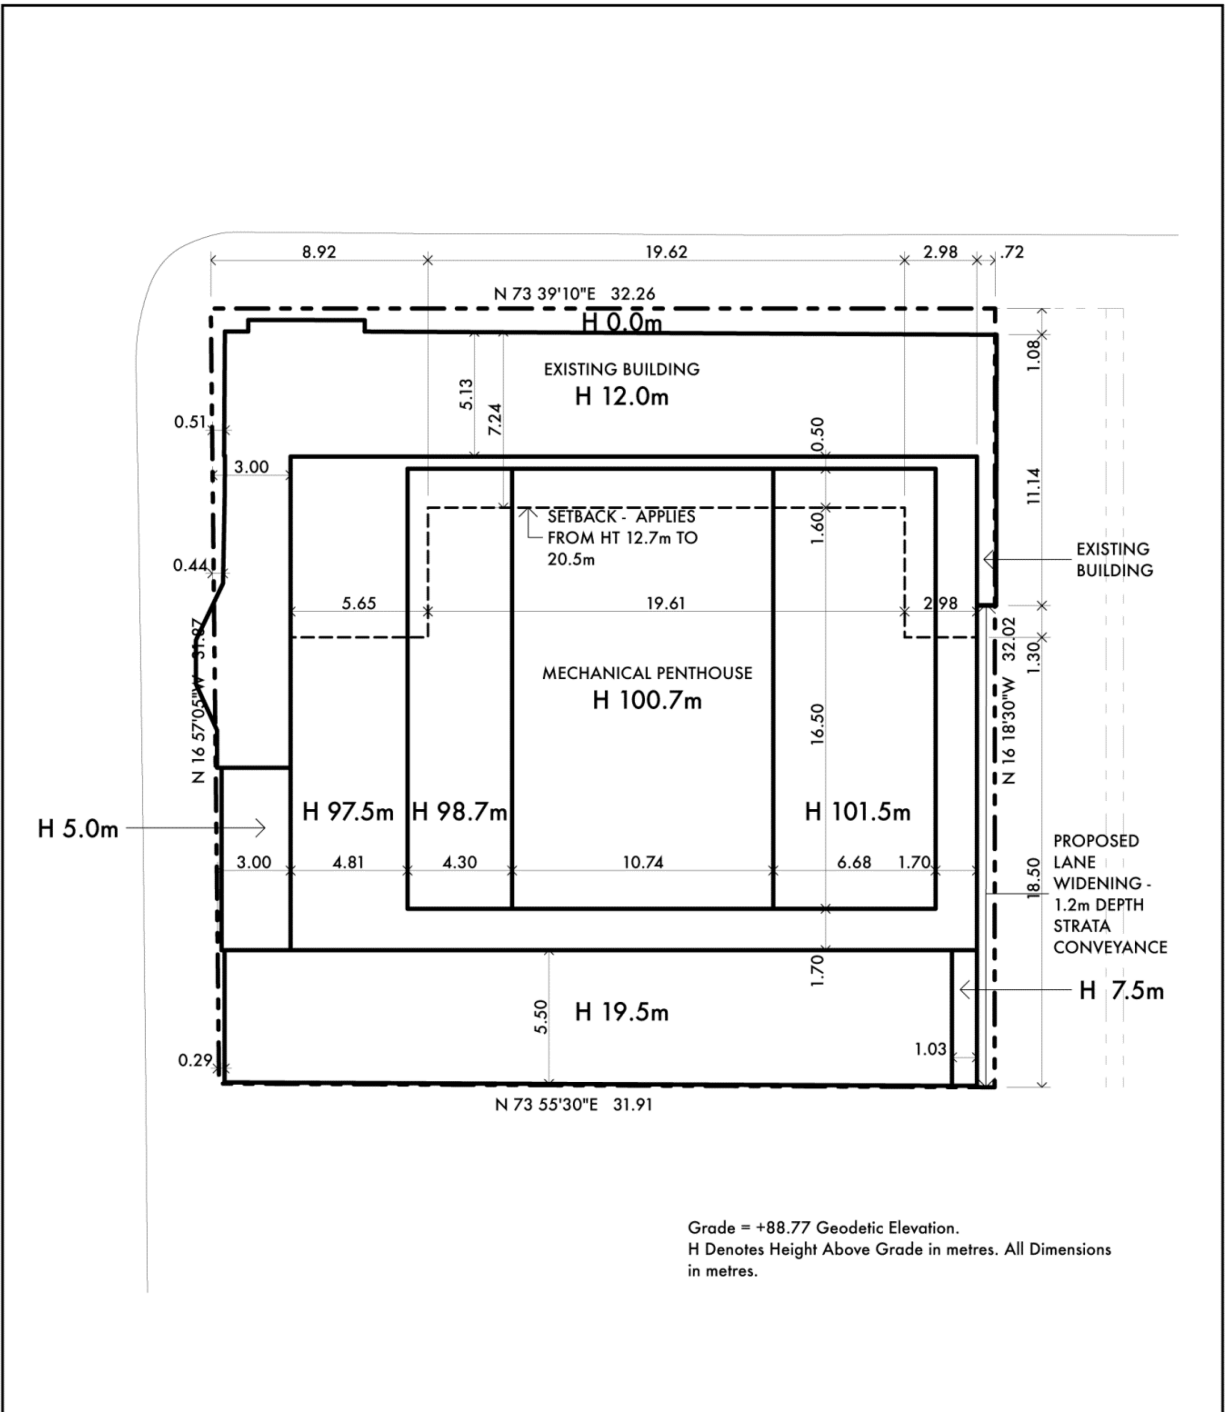 8.92 19.62 2.98 .72
N 73 39'10"E 32.26
H 0.0m
1.08
EXISTING BUILDING
H 12.0m
5.13
7.24
0.51
0.50
3.00
11.14
SETBACK - APPLIES
FROM HT 12.7m TO
20.5m
1.60
EXISTING
BUILDING
0.44
5.65 19.61 2.98
N 16 57'05"W 31.87
N 16 18'30"W 32.02
1.30
MECHANICAL PENTHOUSE
H 100.7m
16.50
H 97.5m H 98.7m H 101.5m
H 5.0m
3.00 4.81 4.30 10.74 6.68 1.70
18.50
PROPOSED
LANE
WIDENING -
1.2m DEPTH
STRATA
CONVEYANCE
1.70
H 7.5m
5.50
H 19.5m
1.03
0.29
N 73 55'30"E 31.91
Grade = +88.77 Geodetic Elevation.
H Denotes Height Above Grade in metres. All Dimensions
in metres.